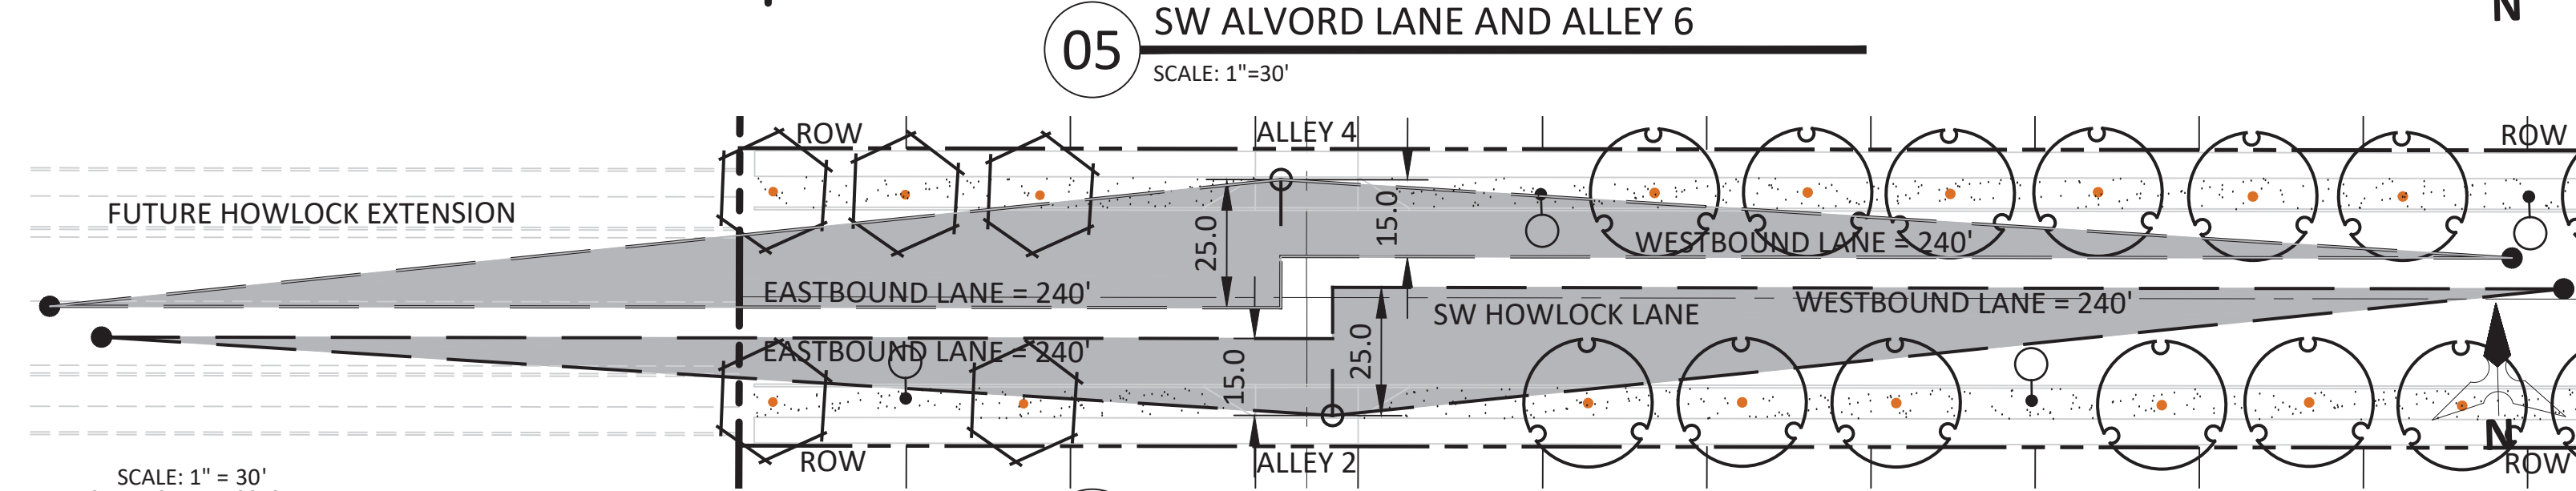 N
05
SW ALVORD LANE AND ALLEY 6
SCALE: 1"=30'
ROW
ALLEY 4
ROW
FUTURE HOWLOCK EXTENSION
25.0
15.0
WESTBOUND LANE = 240'
EASTBOUND LANE = 240'
SW HOWLOCK LANE
WESTBOUND LANE = 240'
EASTBOUND LANE = 240'
15.0
25.0
N
ROW
ALLEY 2
ROW
SCALE: 1" = 30'